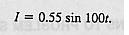 I = 0.55 sin 100t.